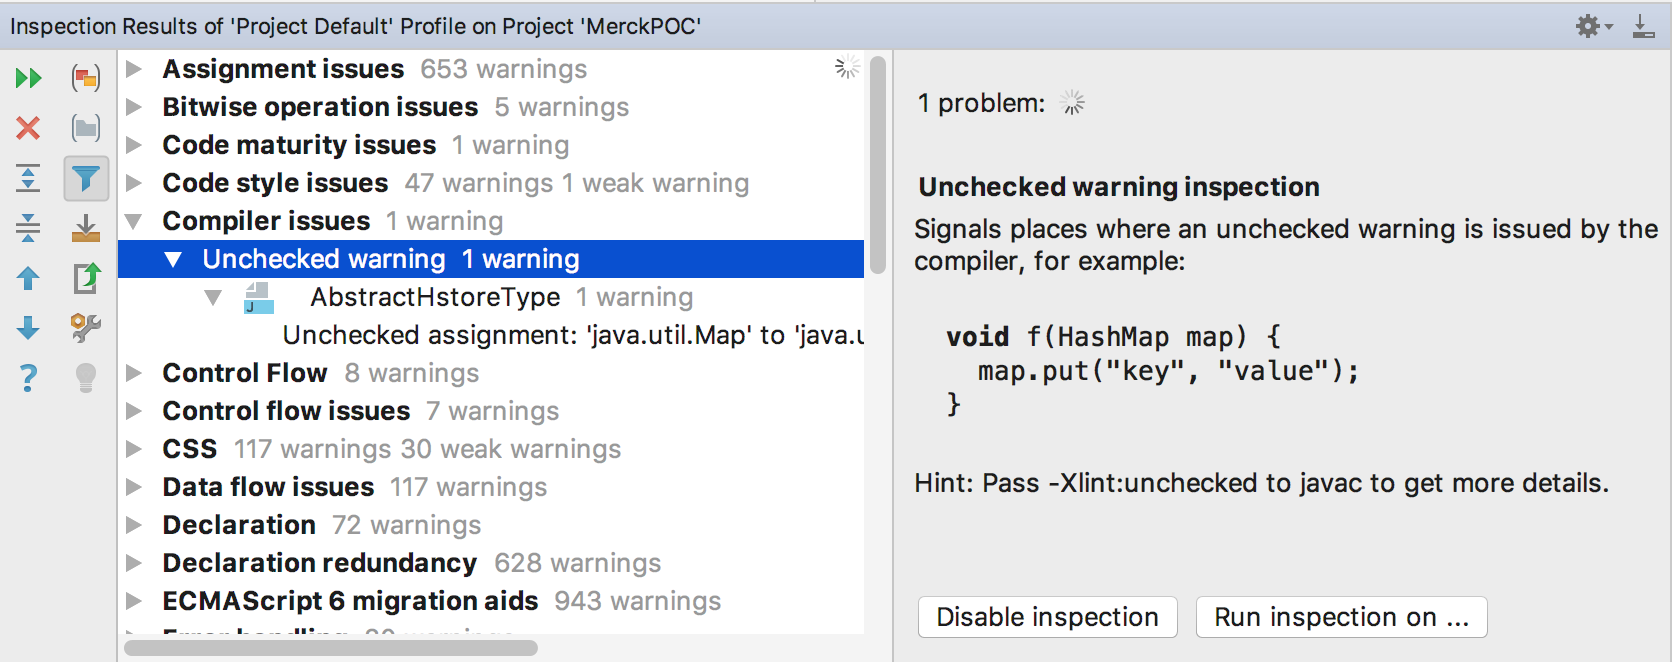 Inspection Results of 'Project Default' Profile on Project 'MerckPOC'
Assignment issues 653 warnings
Bitwise operation issues 5 warnings
Code maturity issues 1 warning
Code style issues 47 warnings 1 weak warning
Compiler issues 1 warning
Unchecked warning 1 warning
AbstractHstoreType 1 warning
Unchecked assignment: 'java.util.Map' to 'java.u
Control Flow 8 warnings
Control flow issues 7 warnings
CSS 117 warnings 30 weak warnings
Data flow issues 117 warnings
Declaration 72 warnings
Declaration redundancy 628 warnings
ECMAScript 6 migration aids 943 warnings
1 problem:
Unchecked warning inspection
Signals places where an unchecked warning is issued by the
compiler, for example:
void f(HashMap map) {
map.put("key", "value");
}
Hint: Pass -Xlint:unchecked to javac to get more details.
Disable inspection
Run inspection on ...